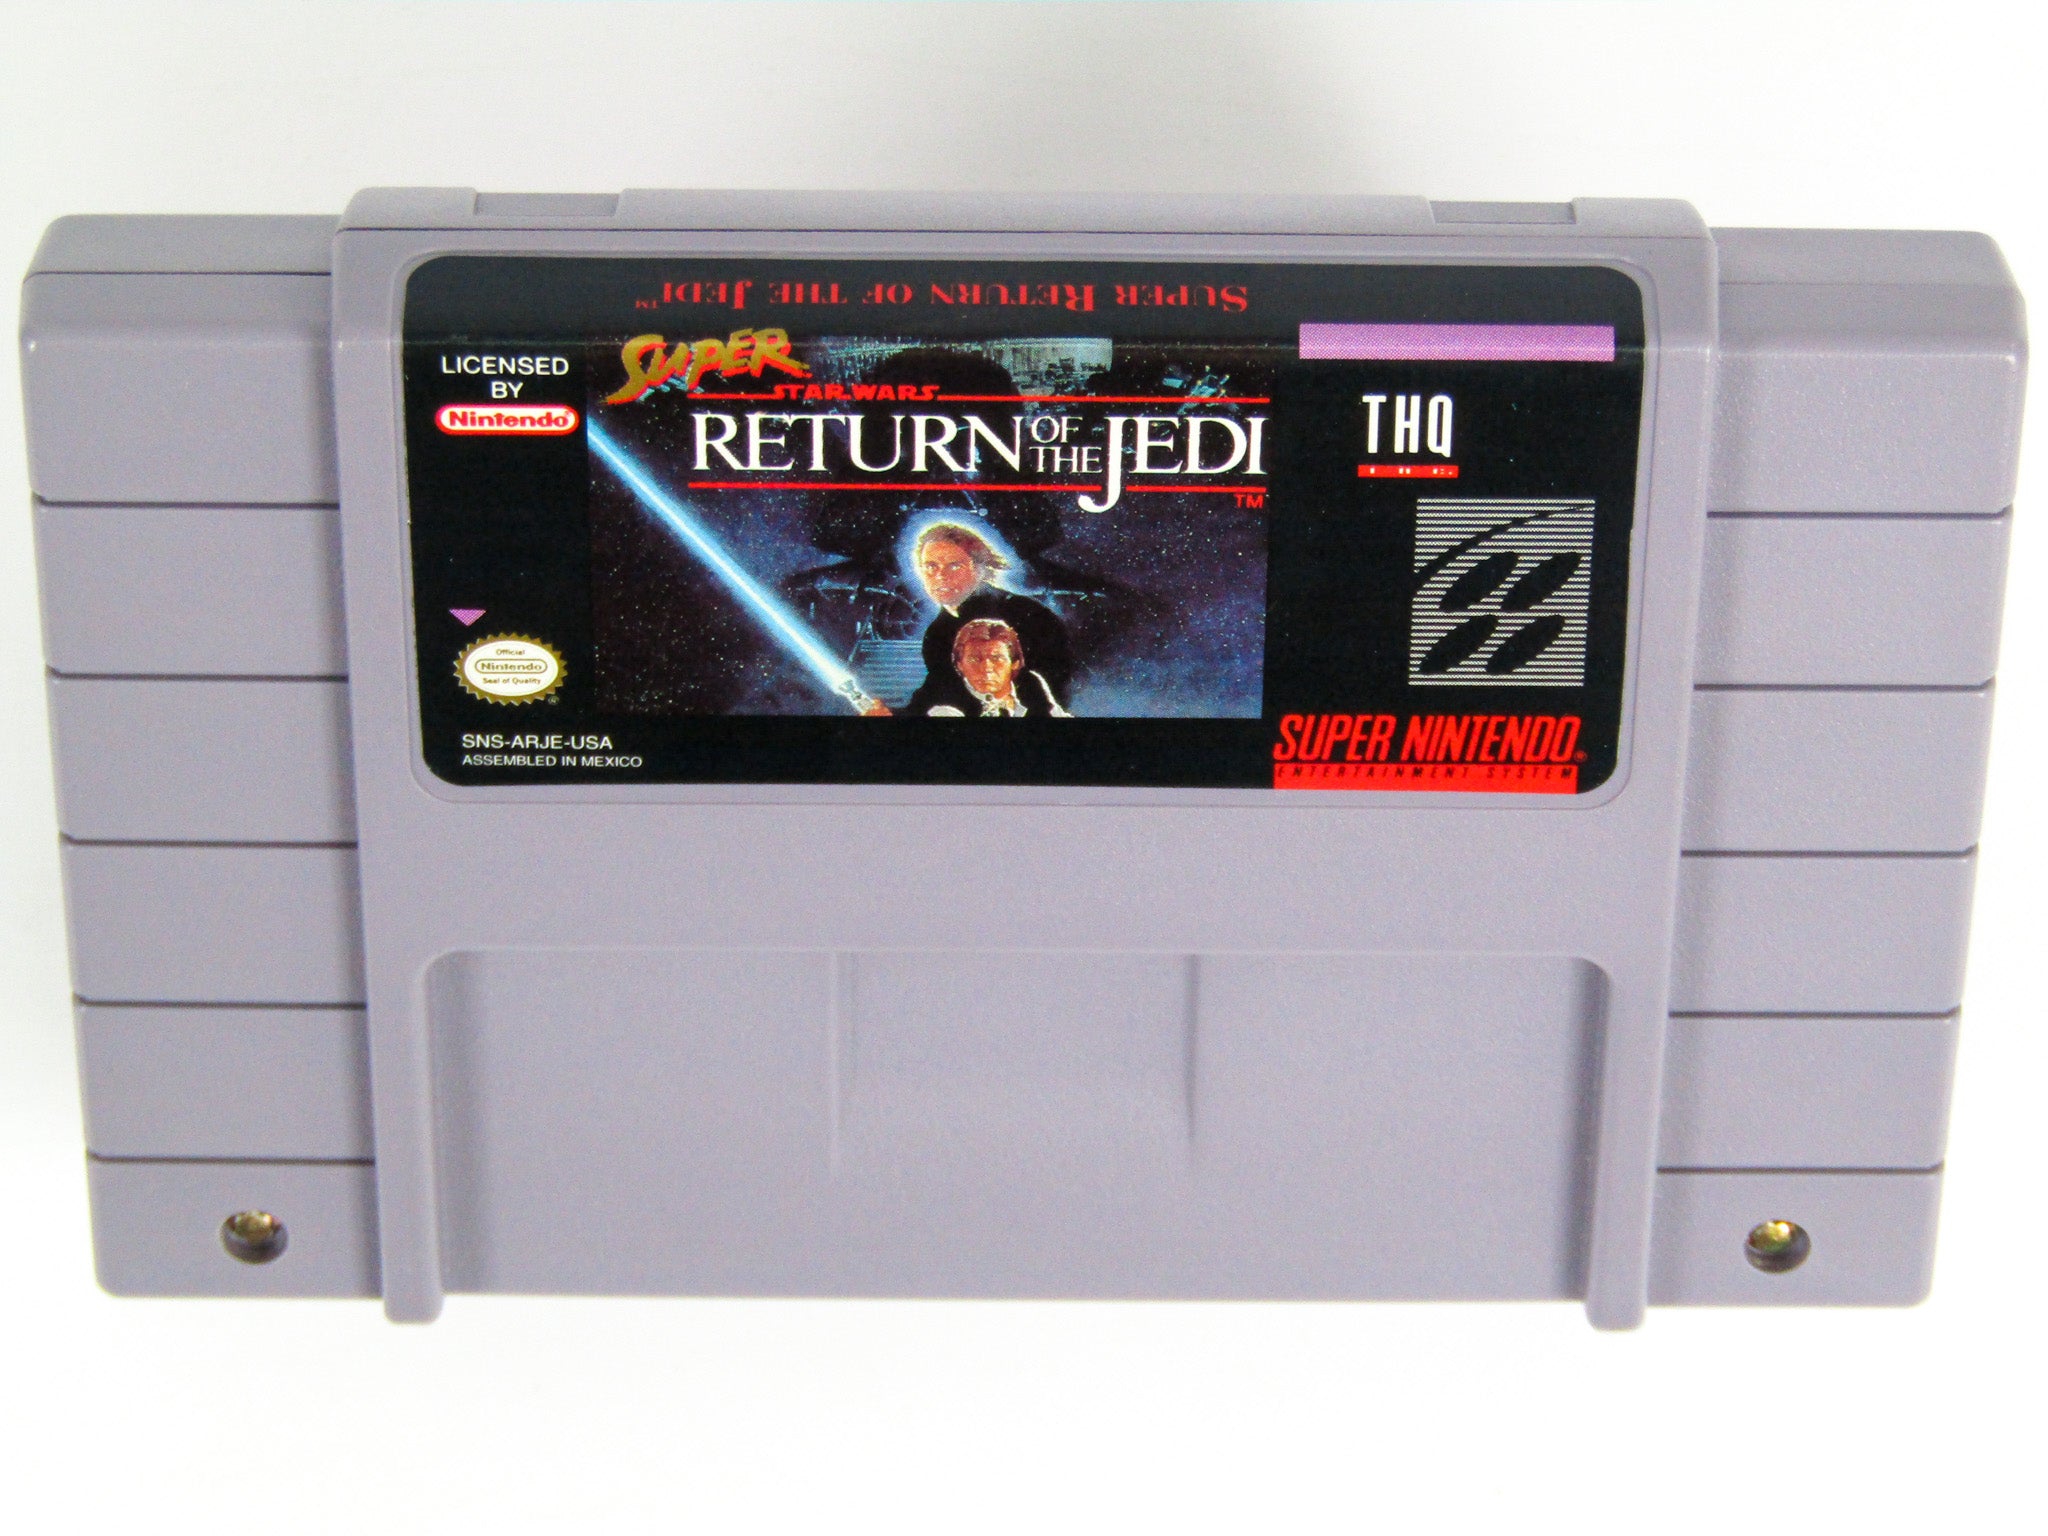 SUPER RETURN OF THE JEDI™
LICENSED
BY
Nintendo®
SUPER
STAR WARS
RETURN OF THE JEDI
TM
THQ
INC.
Official
Nintendo
Seal of Quality
®
SNS-ARJE-USA
ASSEMBLED IN MEXICO
SUPER NINTENDO®
ENTERTAINMENT SYSTEM